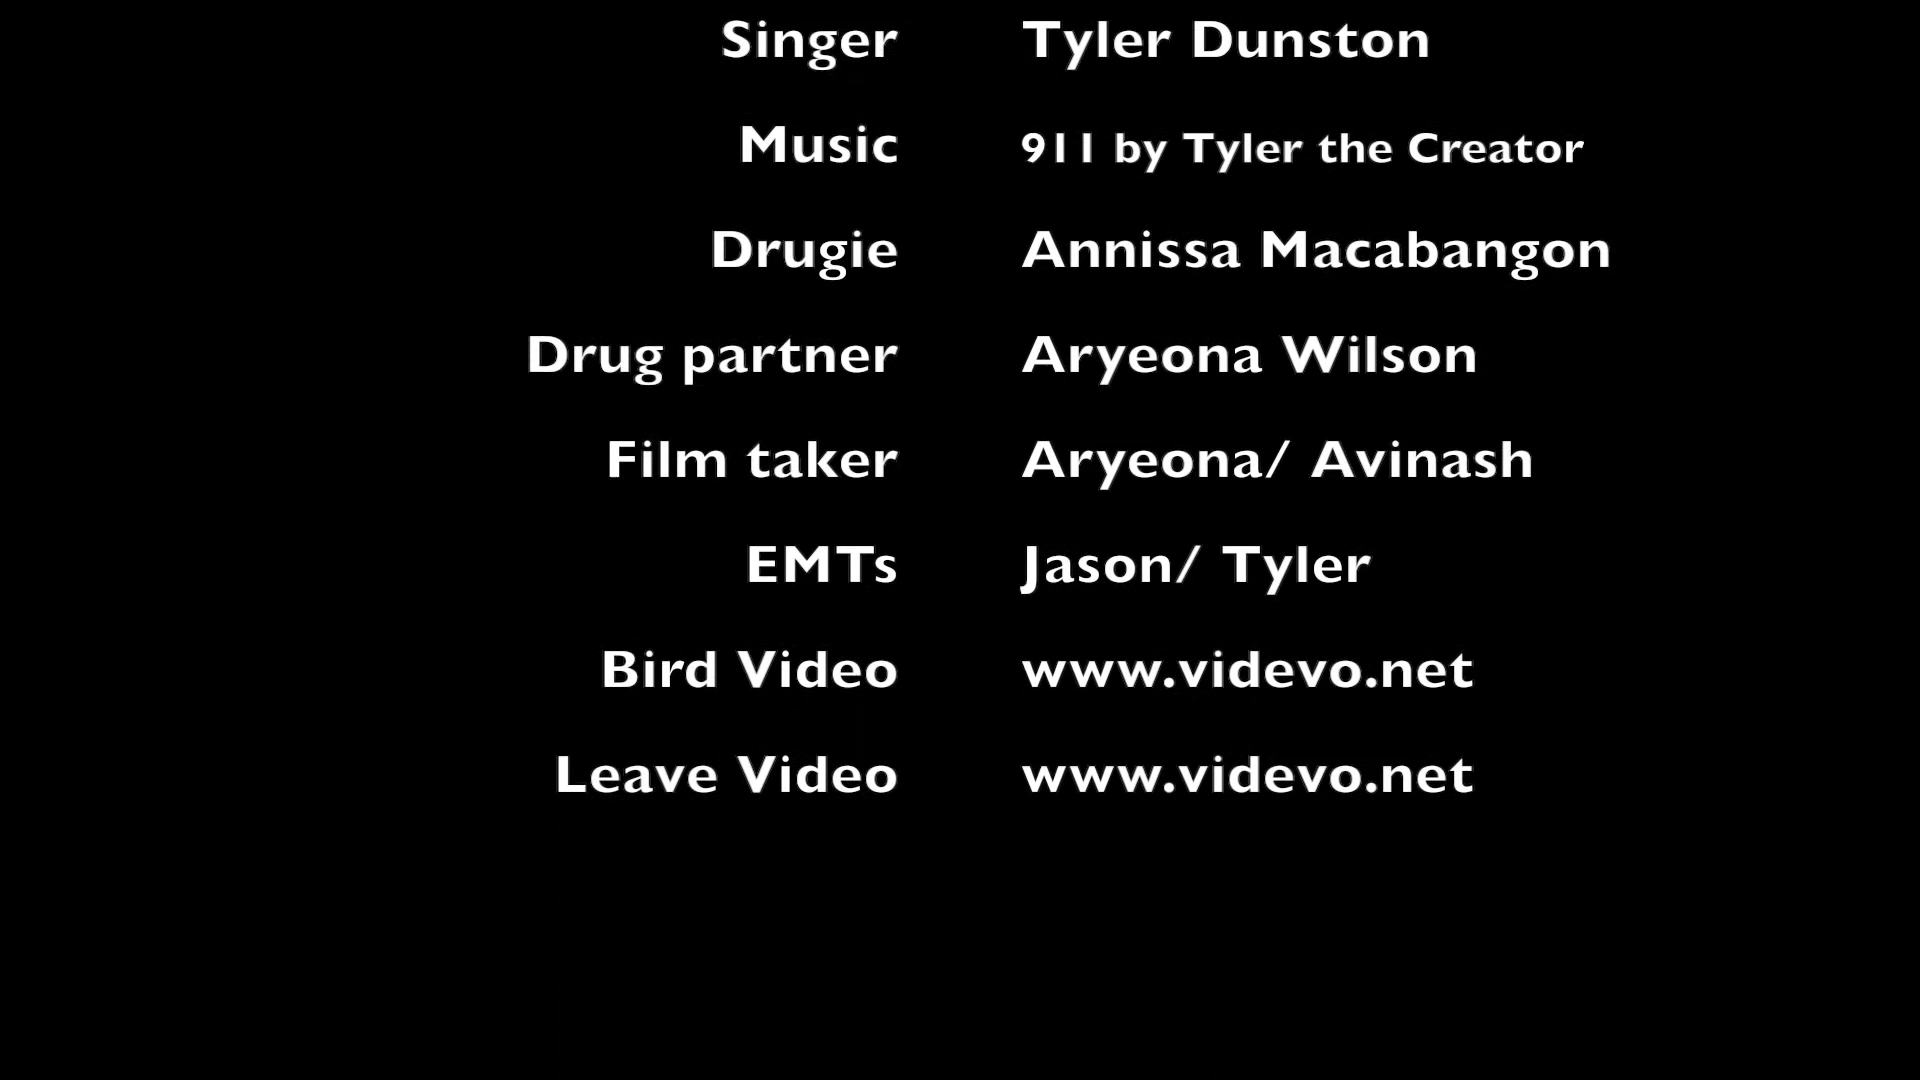 Singer Tyler Dunston
Music 911 by Tyler the Creator
Drugie Annissa Macabangon
Drug partner Aryeona Wilson
Film taker Aryeona/ Avinash
EMTs Jason/ Tyler
Bird Video www.videvo.net
Leave Video www.videvo.net